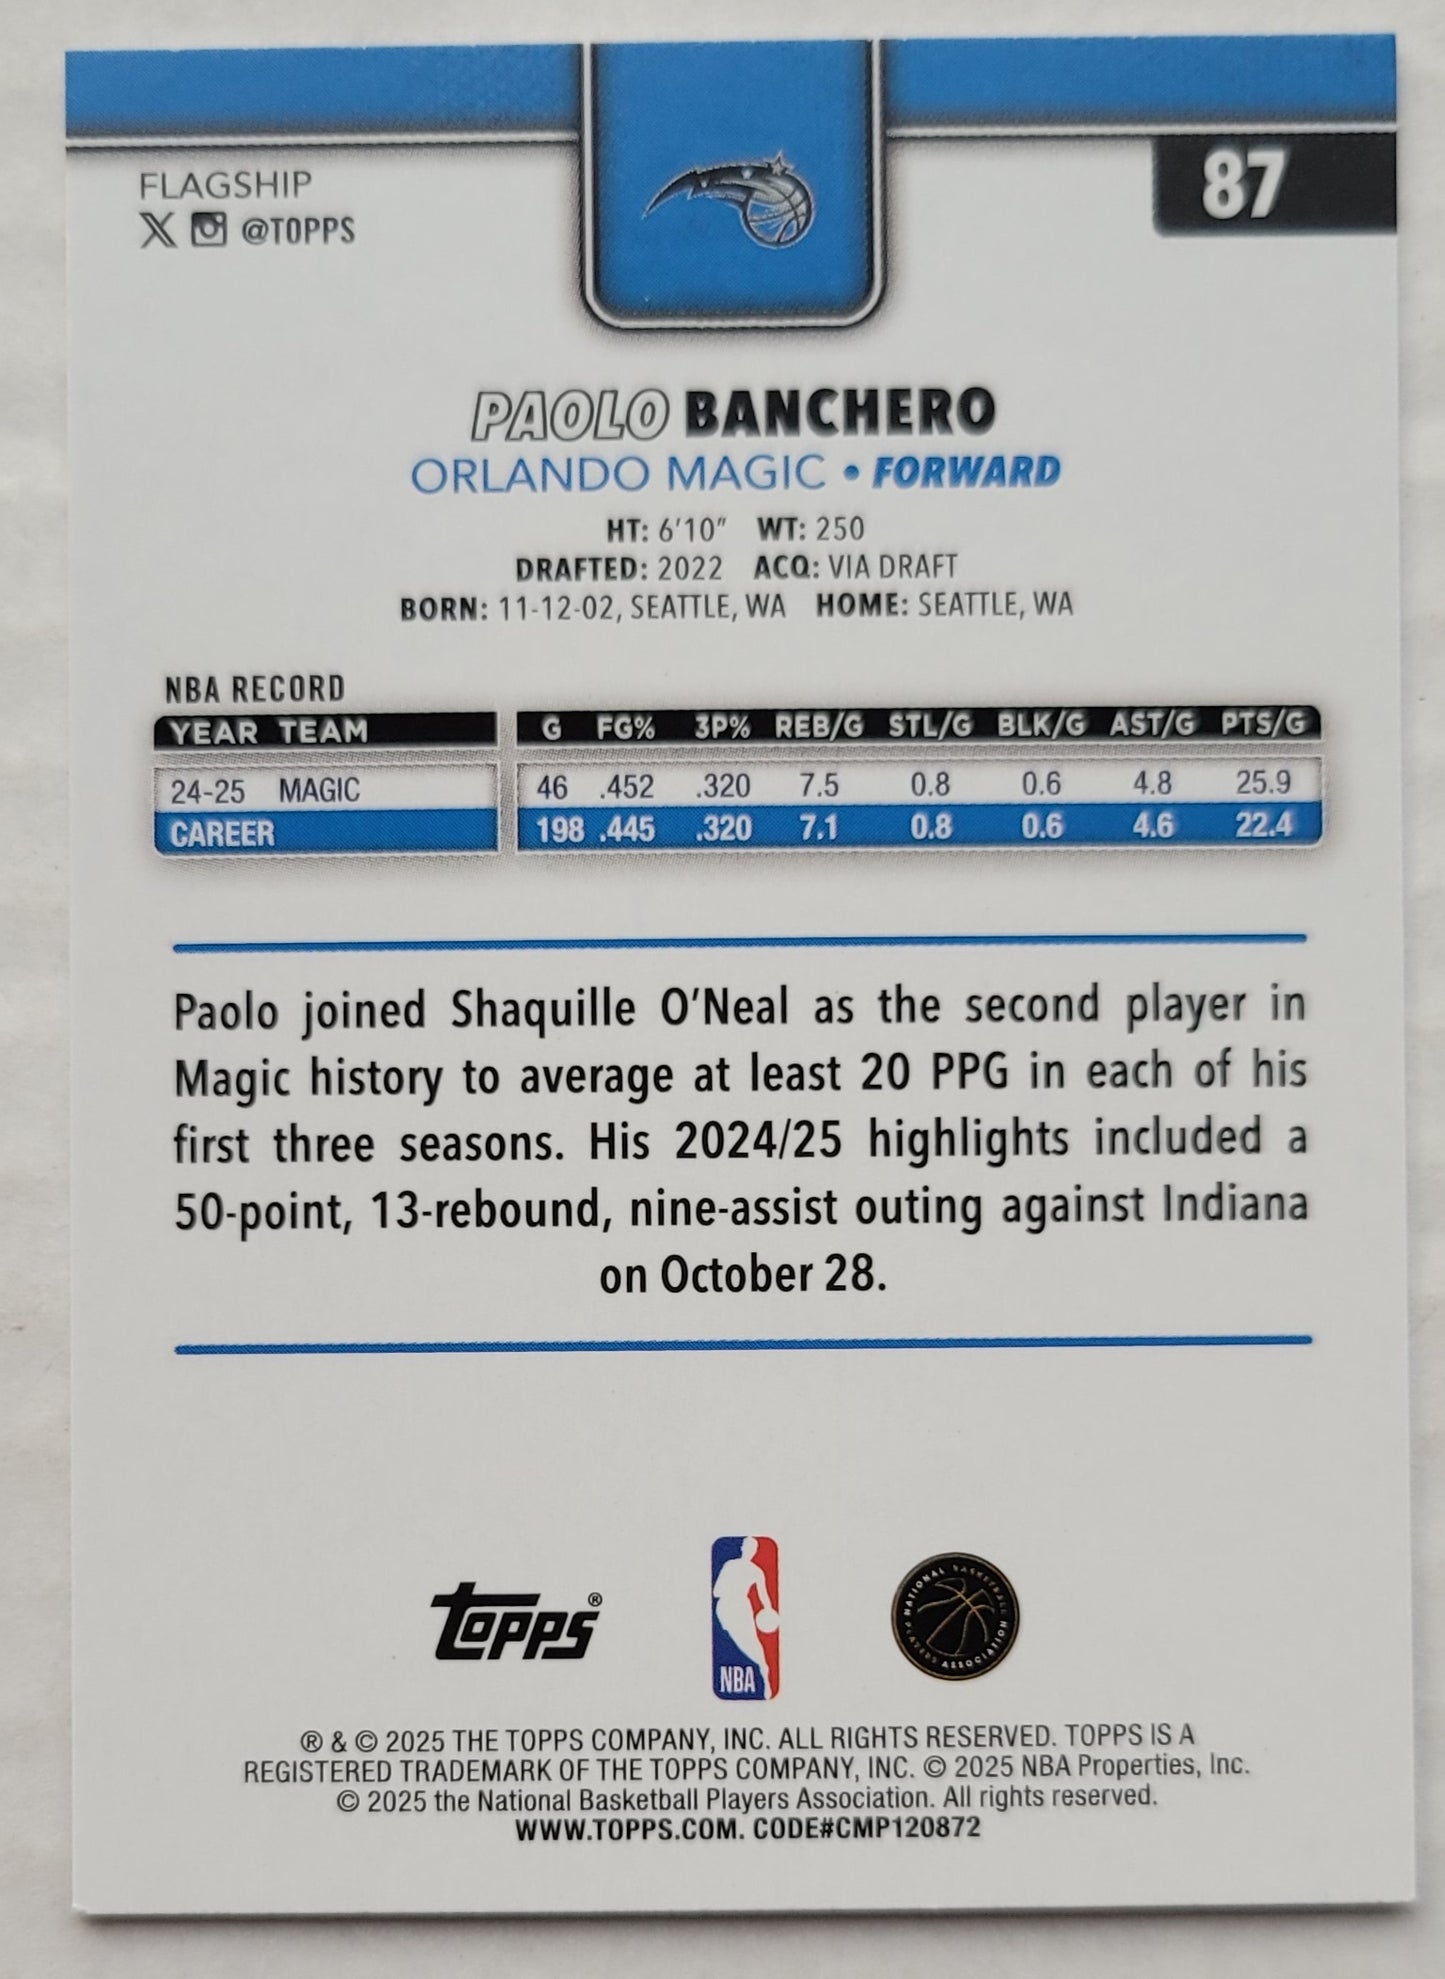 FLAGSHIP
87
@TOPPS
PAOLO BANCHERO
ORLANDO MAGIC • FORWARD
HT: 6'10" WT: 250
DRAFTED: 2022 ACQ: VIA DRAFT
BORN: 11-12-02, SEATTLE, WA HOME: SEATTLE, WA
NBA RECORD
YEAR TEAM G FG% 3P% REB/G STL/G BLK/G AST/G PTS/G
24-25 MAGIC 46 .452 .320 7.5 0.8 0.6 4.8 25.9
CAREER 198 .445 .320 7.1 0.8 0.6 4.6 22.4
Paolo joined Shaquille O'Neal as the second player in
Magic history to average at least 20 PPG in each of his
first three seasons. His 2024/25 highlights included a
50-point, 13-rebound, nine-assist outing against Indiana
on October 28.
TOPPS®
NBA
NATIONAL BASKETBALL PLAYERS ASSOCIATION
® & © 2025 THE TOPPS COMPANY, INC. ALL RIGHTS RESERVED. TOPPS IS A
REGISTERED TRADEMARK OF THE TOPPS COMPANY, INC. © 2025 NBA Properties, Inc.
© 2025 the National Basketball Players Association. All rights reserved.
WWW.TOPPS.COM. CODE#CMP120872